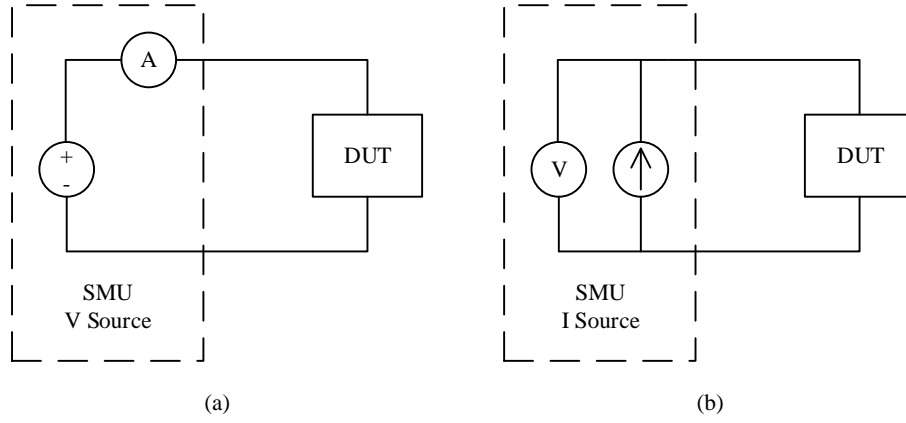 A
+
-
DUT
SMU
V Source
(a)
V
DUT
SMU
I Source
(b)